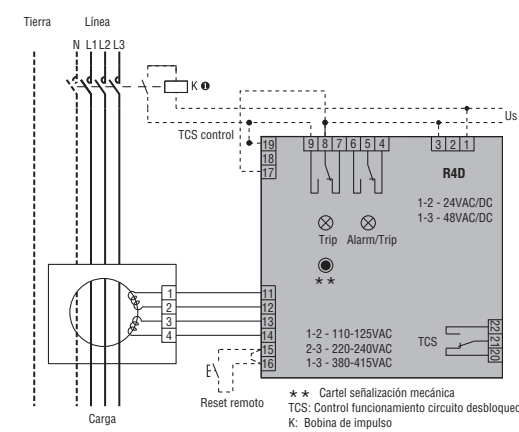 Tierra Línea
N L1 L2 L3
K ❶
Us
TCS control
19 9 8 7 6 5 4 3 2 1
18
17
R4D
1-2 - 24VAC/DC
1-3 - 48VAC/DC
Trip Alarm/Trip
* *
1 11
2 12
3 13
4 14
15
16
1-2 - 110-125VAC
2-3 - 220-240VAC
1-3 - 380-415VAC
TCS
22
21
20
E
Reset remoto
* * Cartel señalización mecánica
TCS: Control funcionamiento circuito desbloqueo
K: Bobina de impulso
Carga